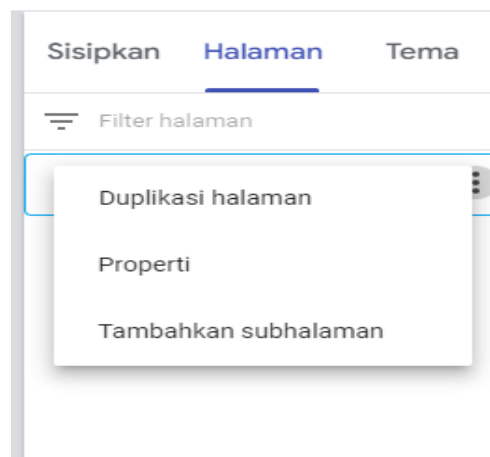 Sisipkan Halaman Tema
Filter halaman
Duplikasi halaman
Properti
Tambahkan subhalaman